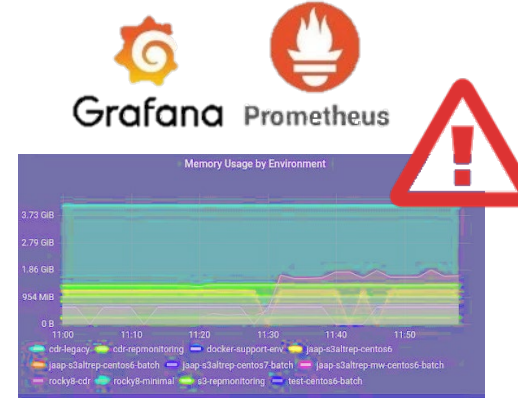 Grafana Prometheus
!
Memory Usage by Environment
3.73 GiB
2.79 GiB
1.86 GiB
954 MiB
0 B
11:00 11:10 11:20 11:30 11:40 11:50
cdr-legacy cdr-repmonitoring docker-support-env jaap-s3altrep-centos6
jaap-s3altrep-centos6-batch jaap-s3altrep-centos7-batch jaap-s3altrep-mw-centos6-batch
rocky8-cdr rocky8-minimal s3-repmonitoring test-centos6-batch